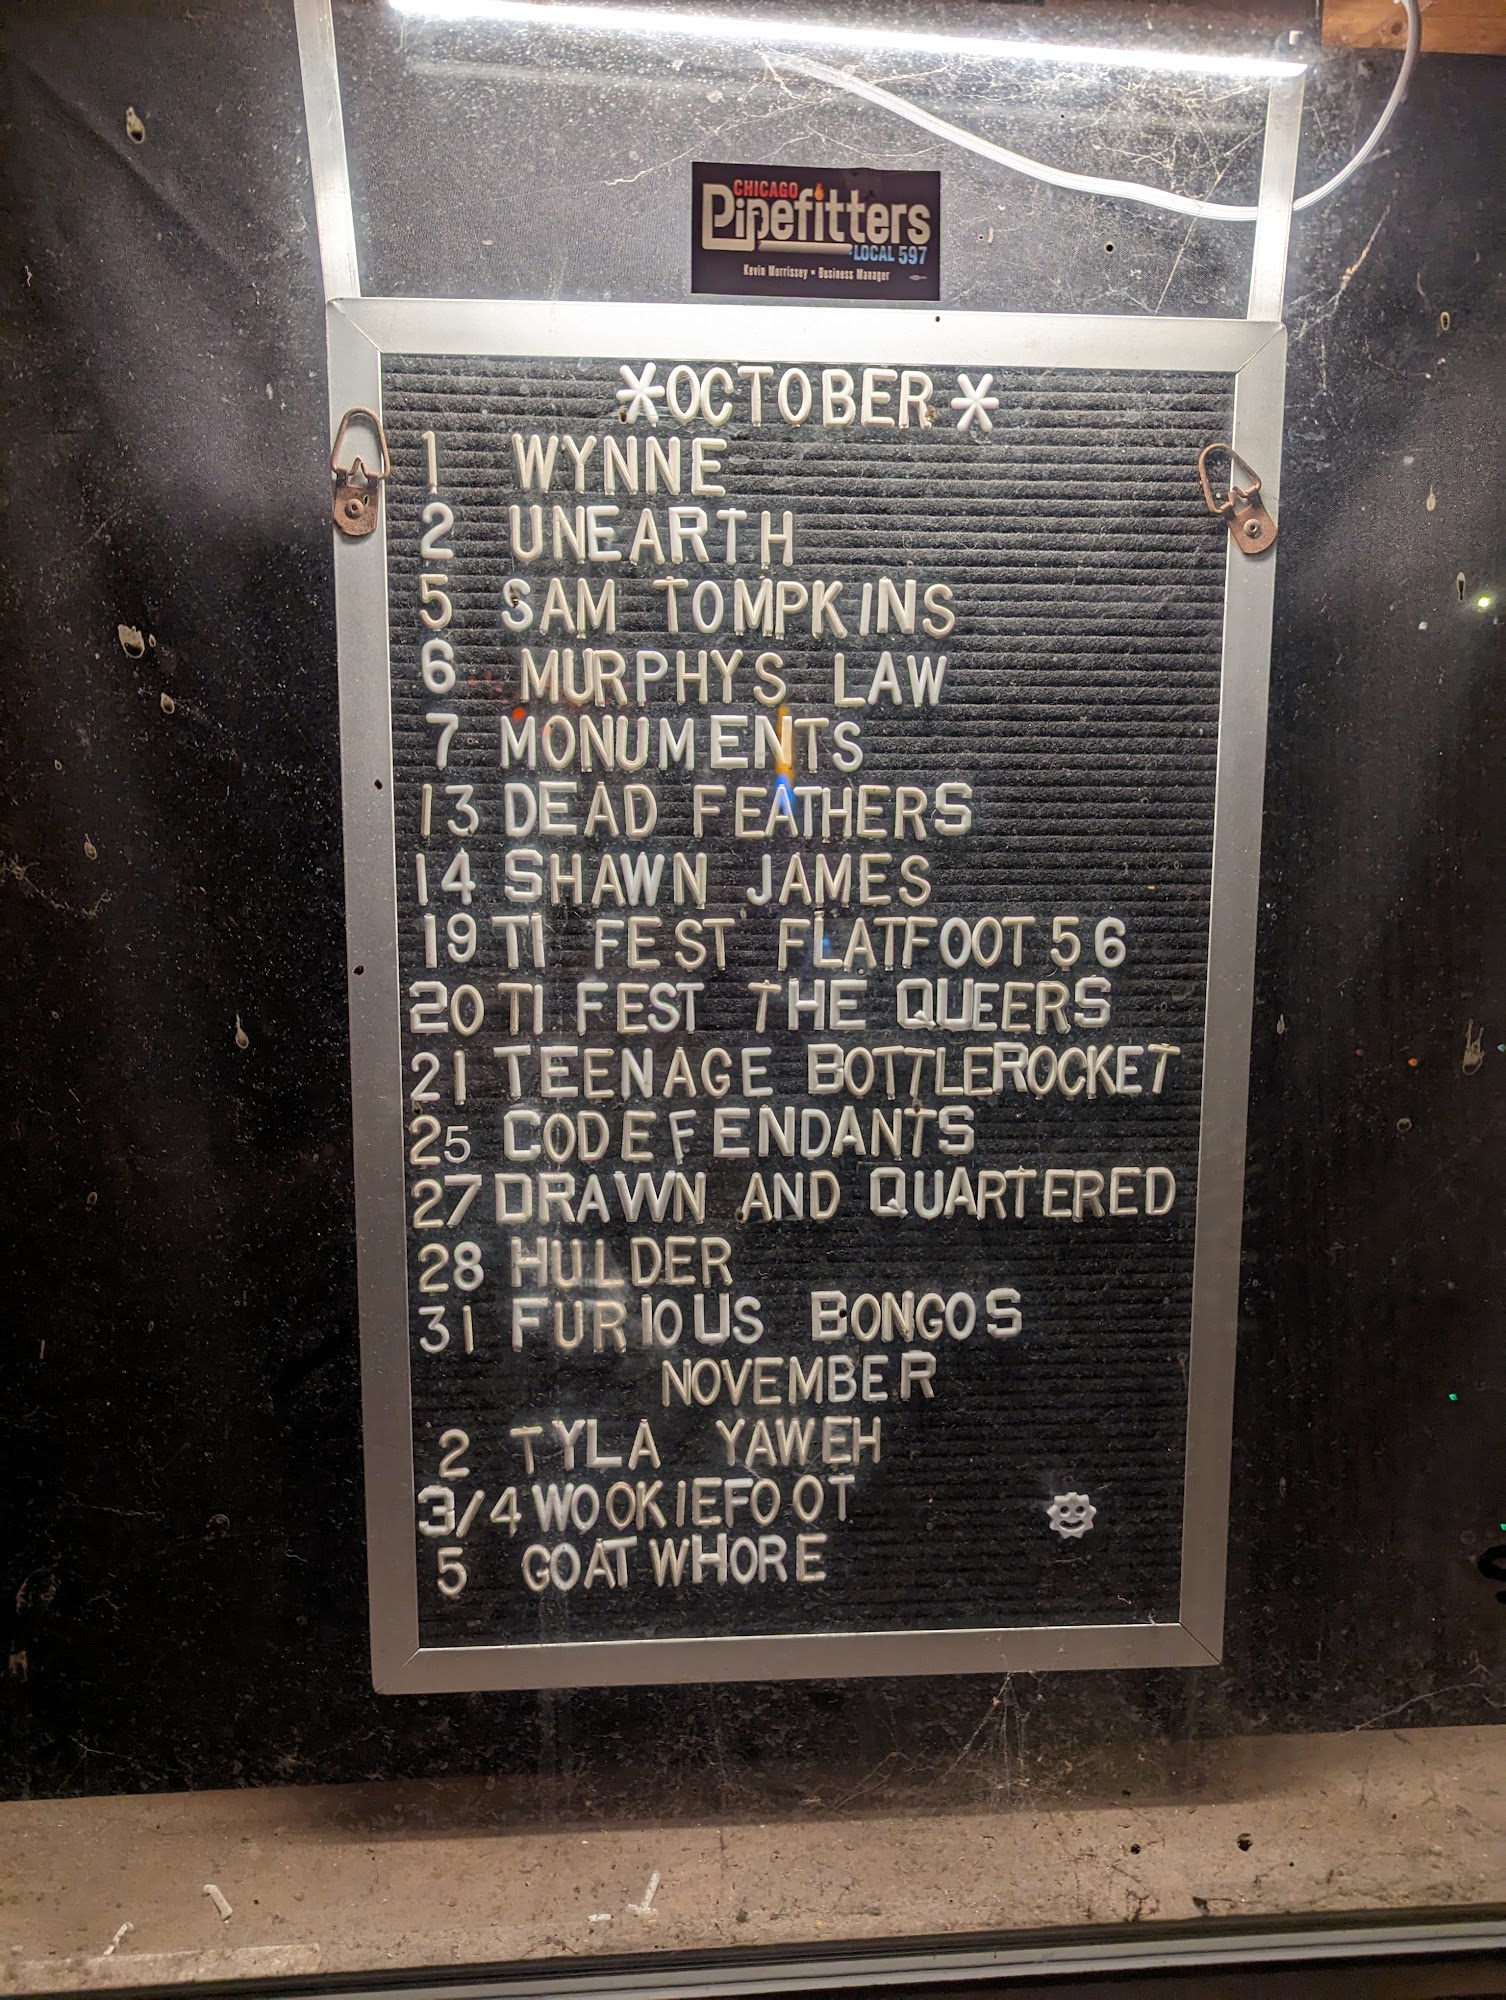 CHICAGO
Pipefitters
LOCAL 597
Kevin Morrissey • Business Manager
*OCTOBER*
1 WYNNE
2 UNEARTH
5 SAM TOMPKINS
6 MURPHYS LAW
7 MONUMENTS
13 DEAD FEATHERS
14 SHAWN JAMES
19 TI FEST FLATFOOT 56
20 TI FEST THE QUEERS
21 TEENAGE BOTTLEROCKET
25 CODEFENDANTS
27 DRAWN AND QUARTERED
28 HULDER
31 FURIOUS BONGOS
NOVEMBER
2 TYLA YAWEH
3/4 WOOKIEFOOT
5 GOATWHORE